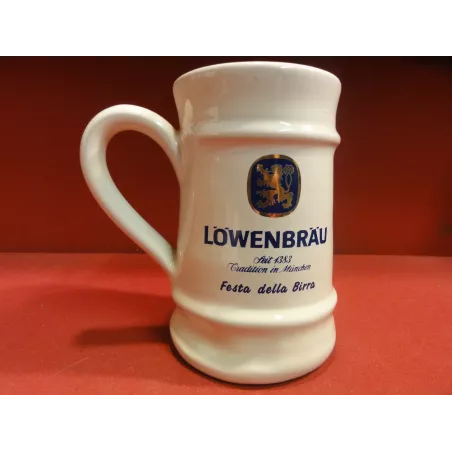 LÖWENBRÄU
Seit 1383
Tradition in München
Festa della Birra